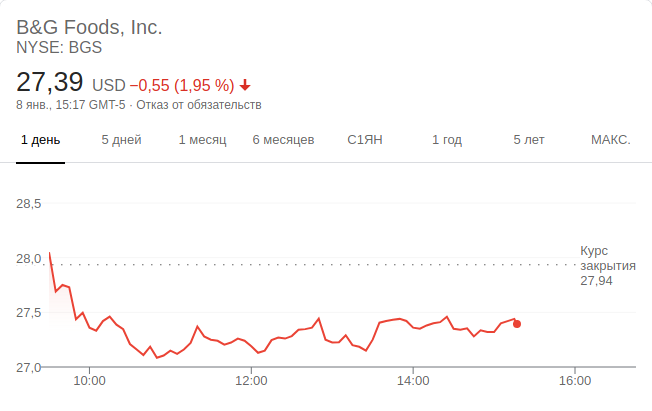 B&G Foods, Inc.
NYSE: BGS
27,39 USD −0,55 (1,95 %)
8 янв., 15:17 GMT-5 · Отказ от обязательств
1 день 5 дней 1 месяц 6 месяцев С1ЯН 1 год 5 лет МАКС.
28,5
28,0
27,5
27,0
Курс
закрытия
27,94
10:00 12:00 14:00 16:00